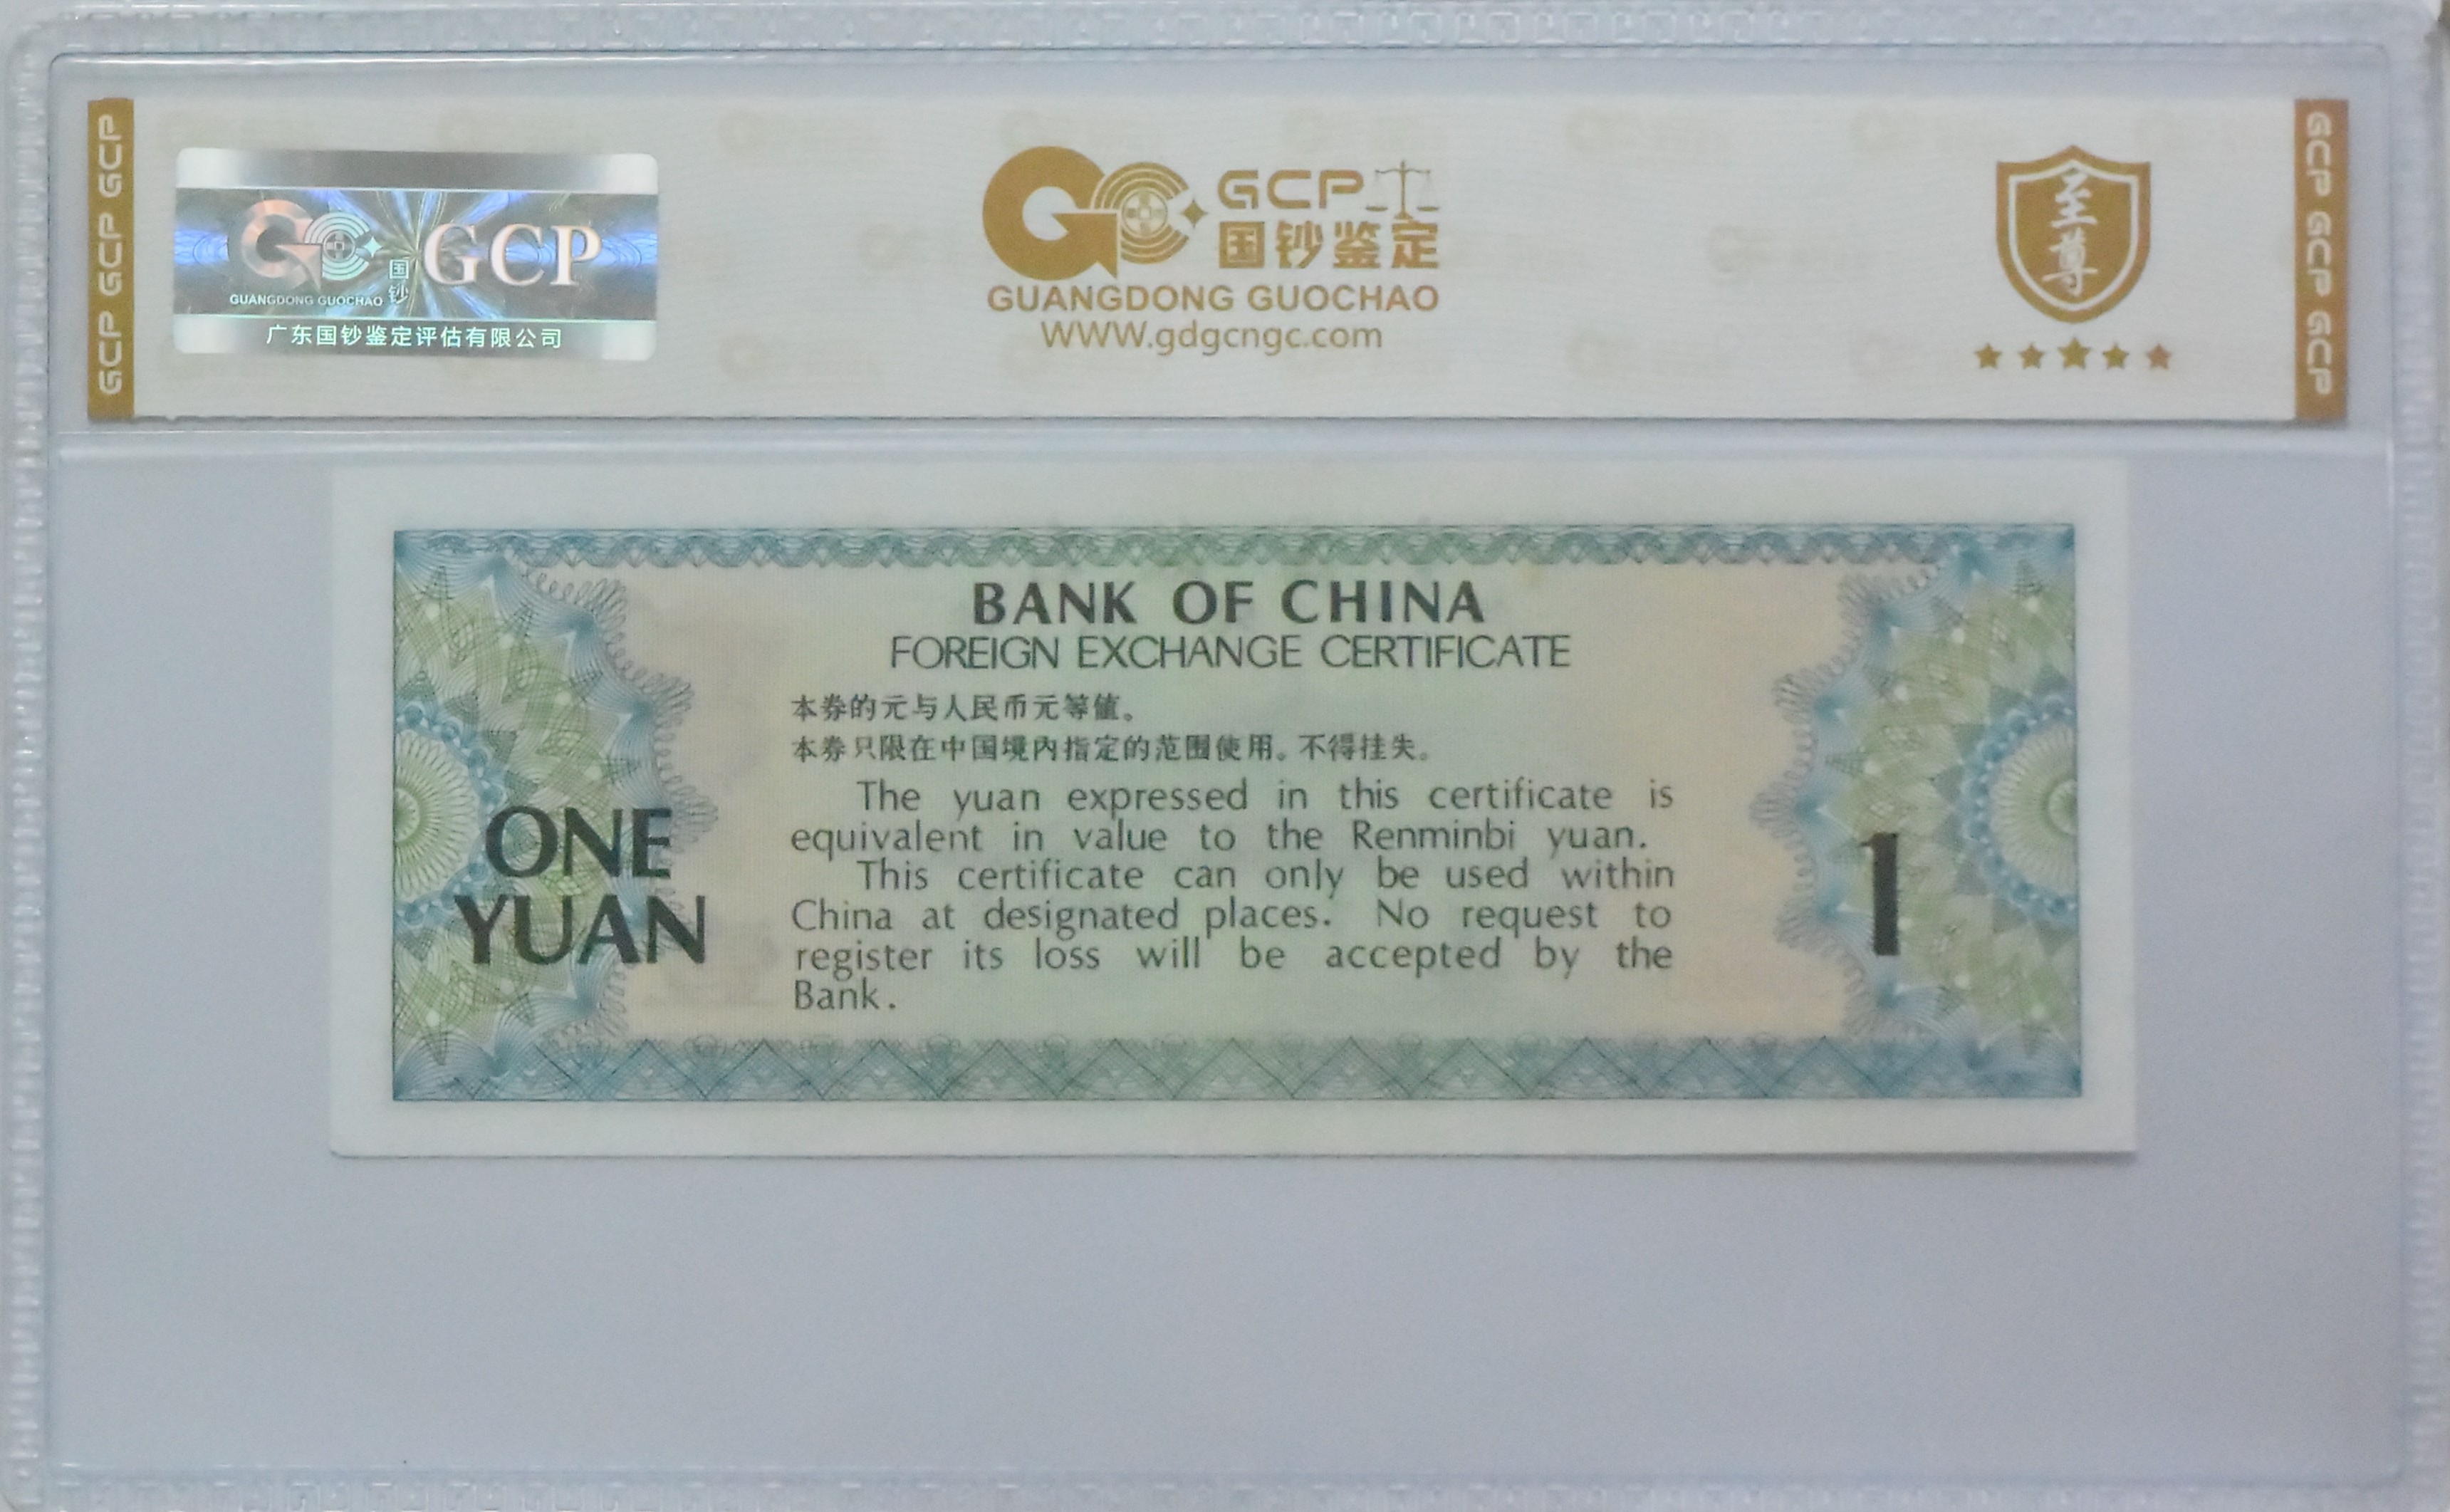 GCP GCP GCP
GCP
国
钞
GUANGDONG GUOCHAO
广东国钞鉴定评估有限公司
GCP
国钞鉴定
GUANGDONG GUOCHAO
WWW.gdgcngc.com
至
尊
GCP GCP GCP
BANK OF CHINA
FOREIGN EXCHANGE CERTIFICATE
本券的元与人民币元等値。
本券只限在中国境内指定的范围使用。不得挂失。
The yuan expressed in this certificate is
equivalent in value to the Renminbi yuan.
This certificate can only be used within
China at designated places. No request to
register its loss will be accepted by the
Bank.
ONE
YUAN
1